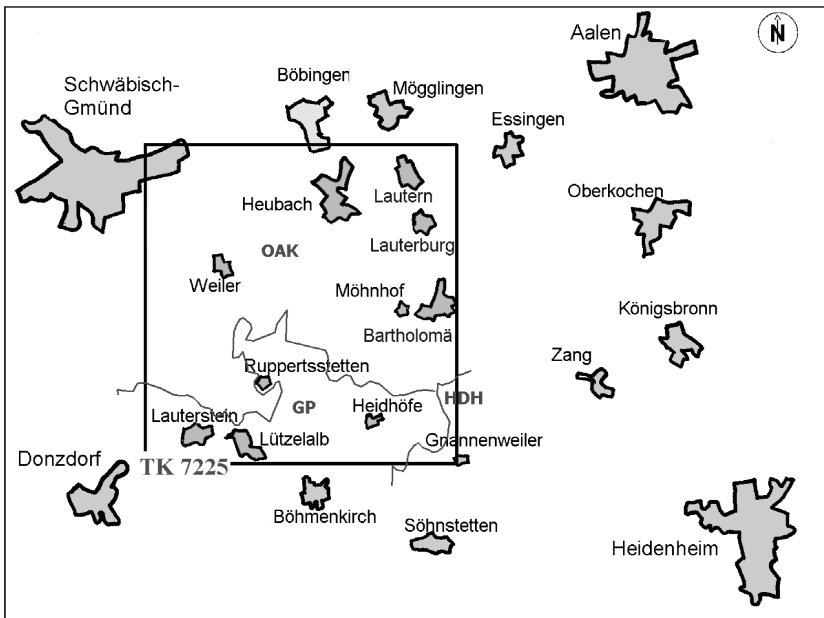 Aalen
N
Schwäbisch-
Gmünd
Böbingen
Mögglingen
Essingen
Heubach
Lautern
Oberkochen
Lauterburg
OAK
Weiler
Möhnhof
Bartholomä
Königsbronn
Zang
Ruppertsstetten
GP
Heidhöfe
HDH
Lauterstein
Lützelalb
Gnannenweiler
Donzdorf
TK 7225
Böhmenkirch
Söhnstetten
Heidenheim